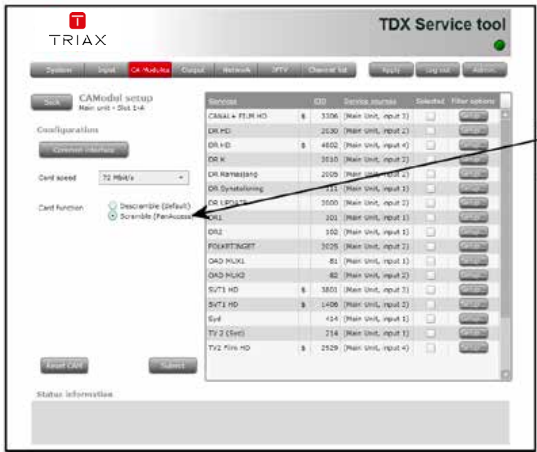 TRIAX
TDX Service tool
System Input CA Modules Output Network IPTV Channel list Apply Log out Admin
Back
CAModul setup
Main unit - Slot 1-A
Configuration
Common interface
Card speed 72 Mbit/s
Card function Descramble (Default)
Scramble (PanAccess)
Services SID Service sources Selected Filter options
CANAL+ FILM HD $ 3306 (Main Unit, input 3)
DR HD 2030 (Main Unit, input 2)
DR HD $ 4602 (Main Unit, input 4)
DR K 2010 (Main Unit, input 2)
DR Ramasjang 2005 (Main Unit, input 2)
DR Synstolkning 111 (Main Unit, input 1)
DR UPDATE 2000 (Main Unit, input 2)
DR1 101 (Main Unit, input 1)
DR2 102 (Main Unit, input 1)
FOLKETINGET 2025 (Main Unit, input 2)
OAD MUX1 81 (Main Unit, input 1)
OAD MUX2 82 (Main Unit, input 2)
SVT1 HD $ 3801 (Main Unit, input 3)
SVT1 HD $ 1406 (Main Unit, input 3)
Syd 414 (Main Unit, input 1)
TV 2 (Syd) 214 (Main Unit, input 1)
TV2 Film HD $ 2529 (Main Unit, input 4)
Reset CAM Submit
Status information